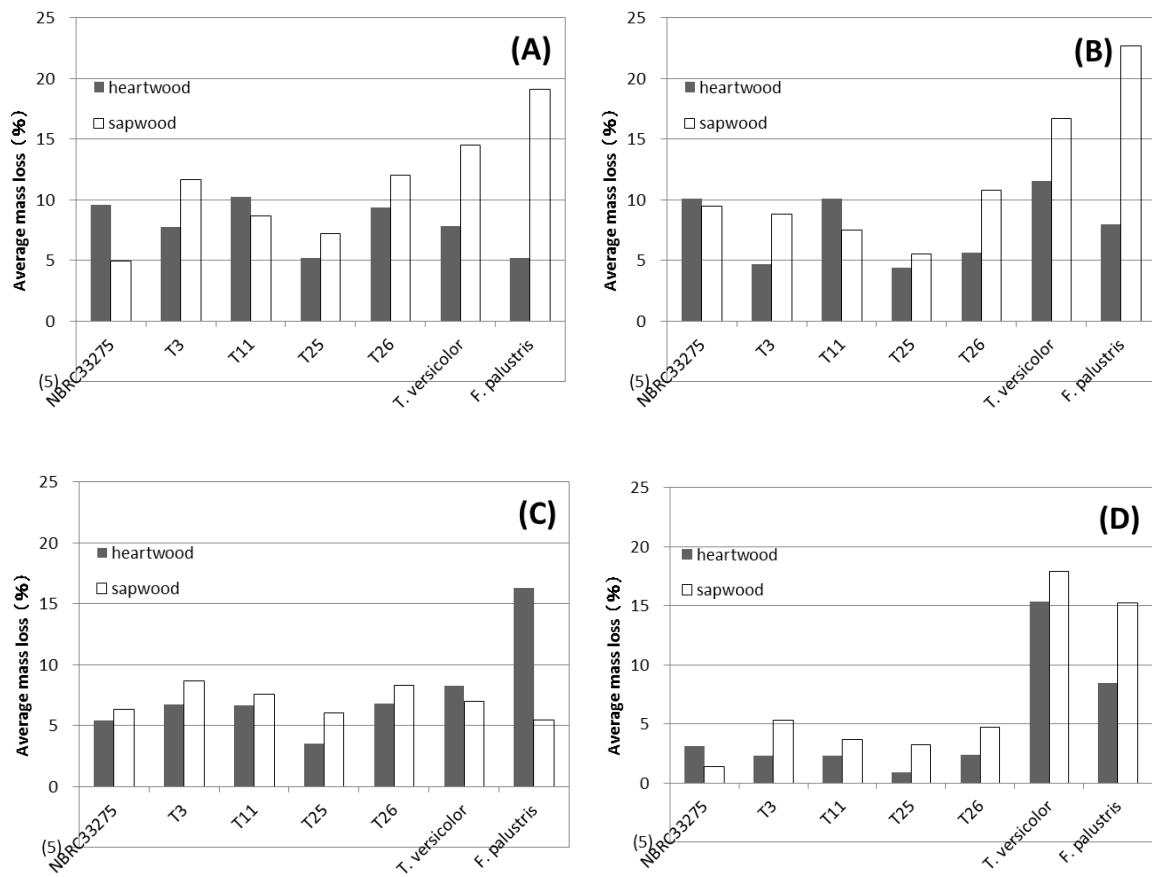 25
20
15
10
5
0
(5)
Average mass loss (%)
(A)
heartwood
sapwood
NBRC33275
T3
T11
T25
T26
T. versicolor
F. palustris
25
20
15
10
5
0
(5)
Average mass loss (%)
(B)
heartwood
sapwood
NBRC33275
T3
T11
T25
T26
T. versicolor
F. palustris
25
20
15
10
5
0
(5)
Average mass loss (%)
(C)
heartwood
sapwood
NBRC33275
T3
T11
T25
T26
T. versicolor
F. palustris
25
20
15
10
5
0
(5)
Average mass loss (%)
(D)
heartwood
sapwood
NBRC33275
T3
T11
T25
T26
T. versicolor
F. palustris